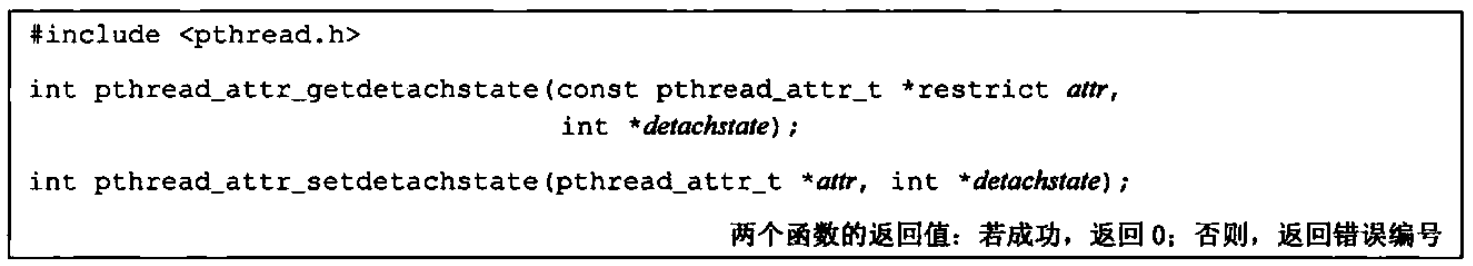 #include <pthread.h>
int pthread_attr_getdetachstate(const pthread_attr_t *restrict attr,
int *detachstate);
int pthread_attr_setdetachstate(pthread_attr_t *attr, int *detachstate);
两个函数的返回值：若成功，返回0；否则，返回错误编号